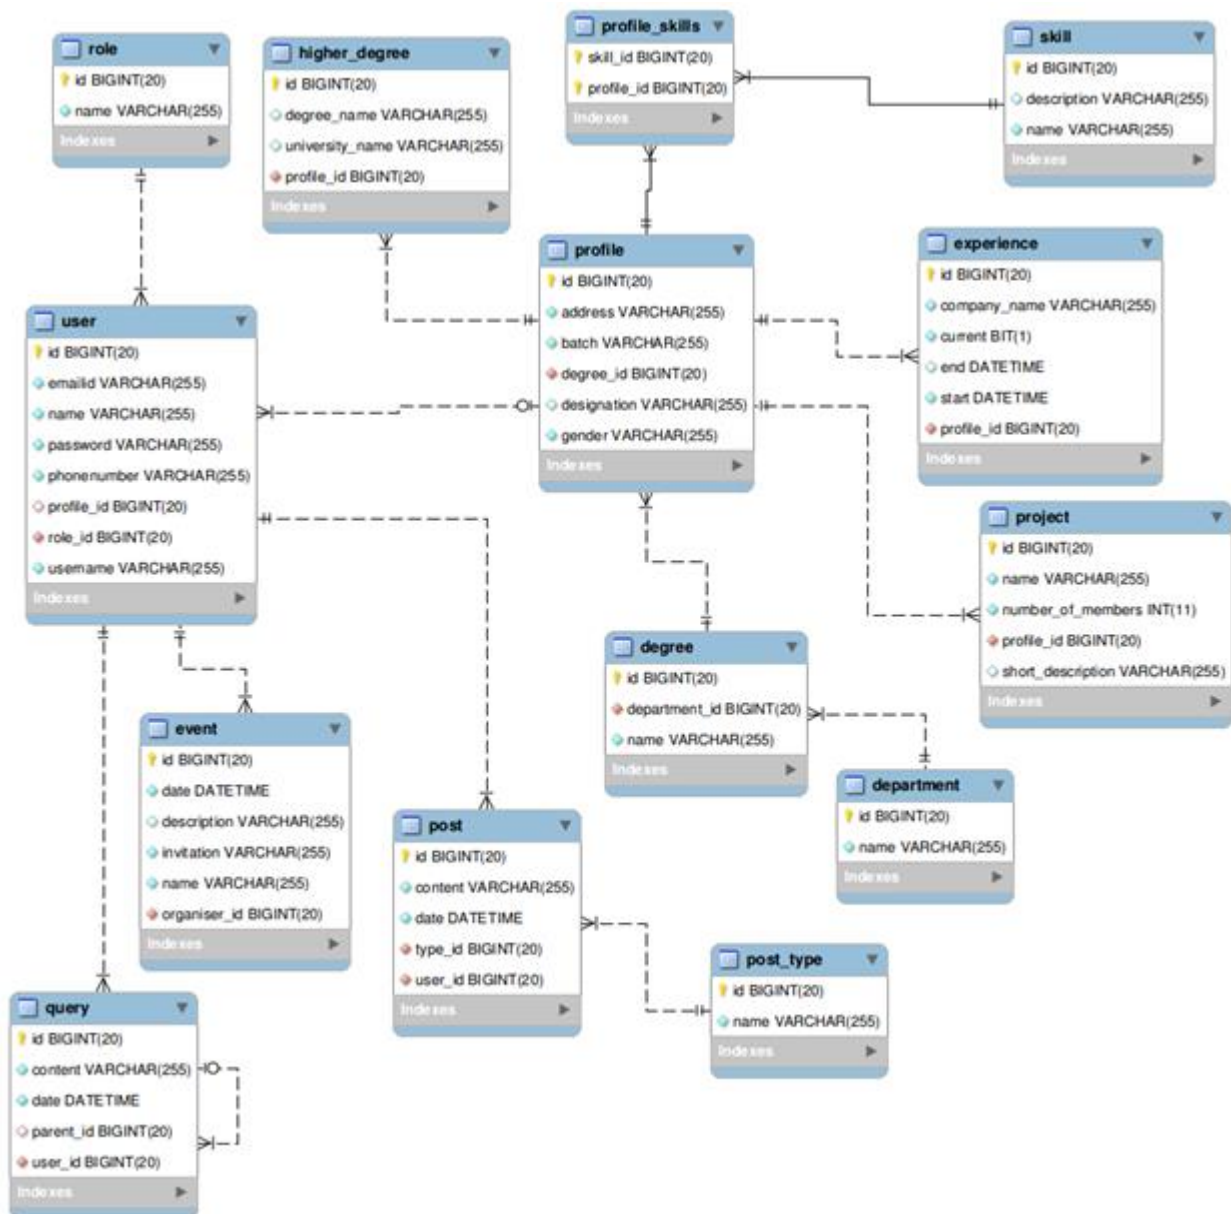 role
id BIGINT(20)
name VARCHAR(255)
Indexes
higher_degree
id BIGINT(20)
degree_name VARCHAR(255)
university_name VARCHAR(255)
profile_id BIGINT(20)
Indexes
profile_skills
skill_id BIGINT(20)
profile_id BIGINT(20)
Indexes
skill
id BIGINT(20)
description VARCHAR(255)
name VARCHAR(255)
Indexes
user
id BIGINT(20)
emailid VARCHAR(255)
name VARCHAR(255)
password VARCHAR(255)
phonenumber VARCHAR(255)
profile_id BIGINT(20)
role_id BIGINT(20)
username VARCHAR(255)
Indexes
profile
id BIGINT(20)
address VARCHAR(255)
batch VARCHAR(255)
degree_id BIGINT(20)
designation VARCHAR(255)
gender VARCHAR(255)
Indexes
experience
id BIGINT(20)
company_name VARCHAR(255)
current BIT(1)
end DATETIME
start DATETIME
profile_id BIGINT(20)
Indexes
project
id BIGINT(20)
name VARCHAR(255)
number_of_members INT(11)
profile_id BIGINT(20)
short_description VARCHAR(255)
Indexes
degree
id BIGINT(20)
department_id BIGINT(20)
name VARCHAR(255)
Indexes
department
id BIGINT(20)
name VARCHAR(255)
Indexes
event
id BIGINT(20)
date DATETIME
description VARCHAR(255)
invitation VARCHAR(255)
name VARCHAR(255)
organiser_id BIGINT(20)
Indexes
post
id BIGINT(20)
content VARCHAR(255)
date DATETIME
type_id BIGINT(20)
user_id BIGINT(20)
Indexes
post_type
id BIGINT(20)
name VARCHAR(255)
Indexes
query
id BIGINT(20)
content VARCHAR(255)
date DATETIME
parent_id BIGINT(20)
user_id BIGINT(20)
Indexes